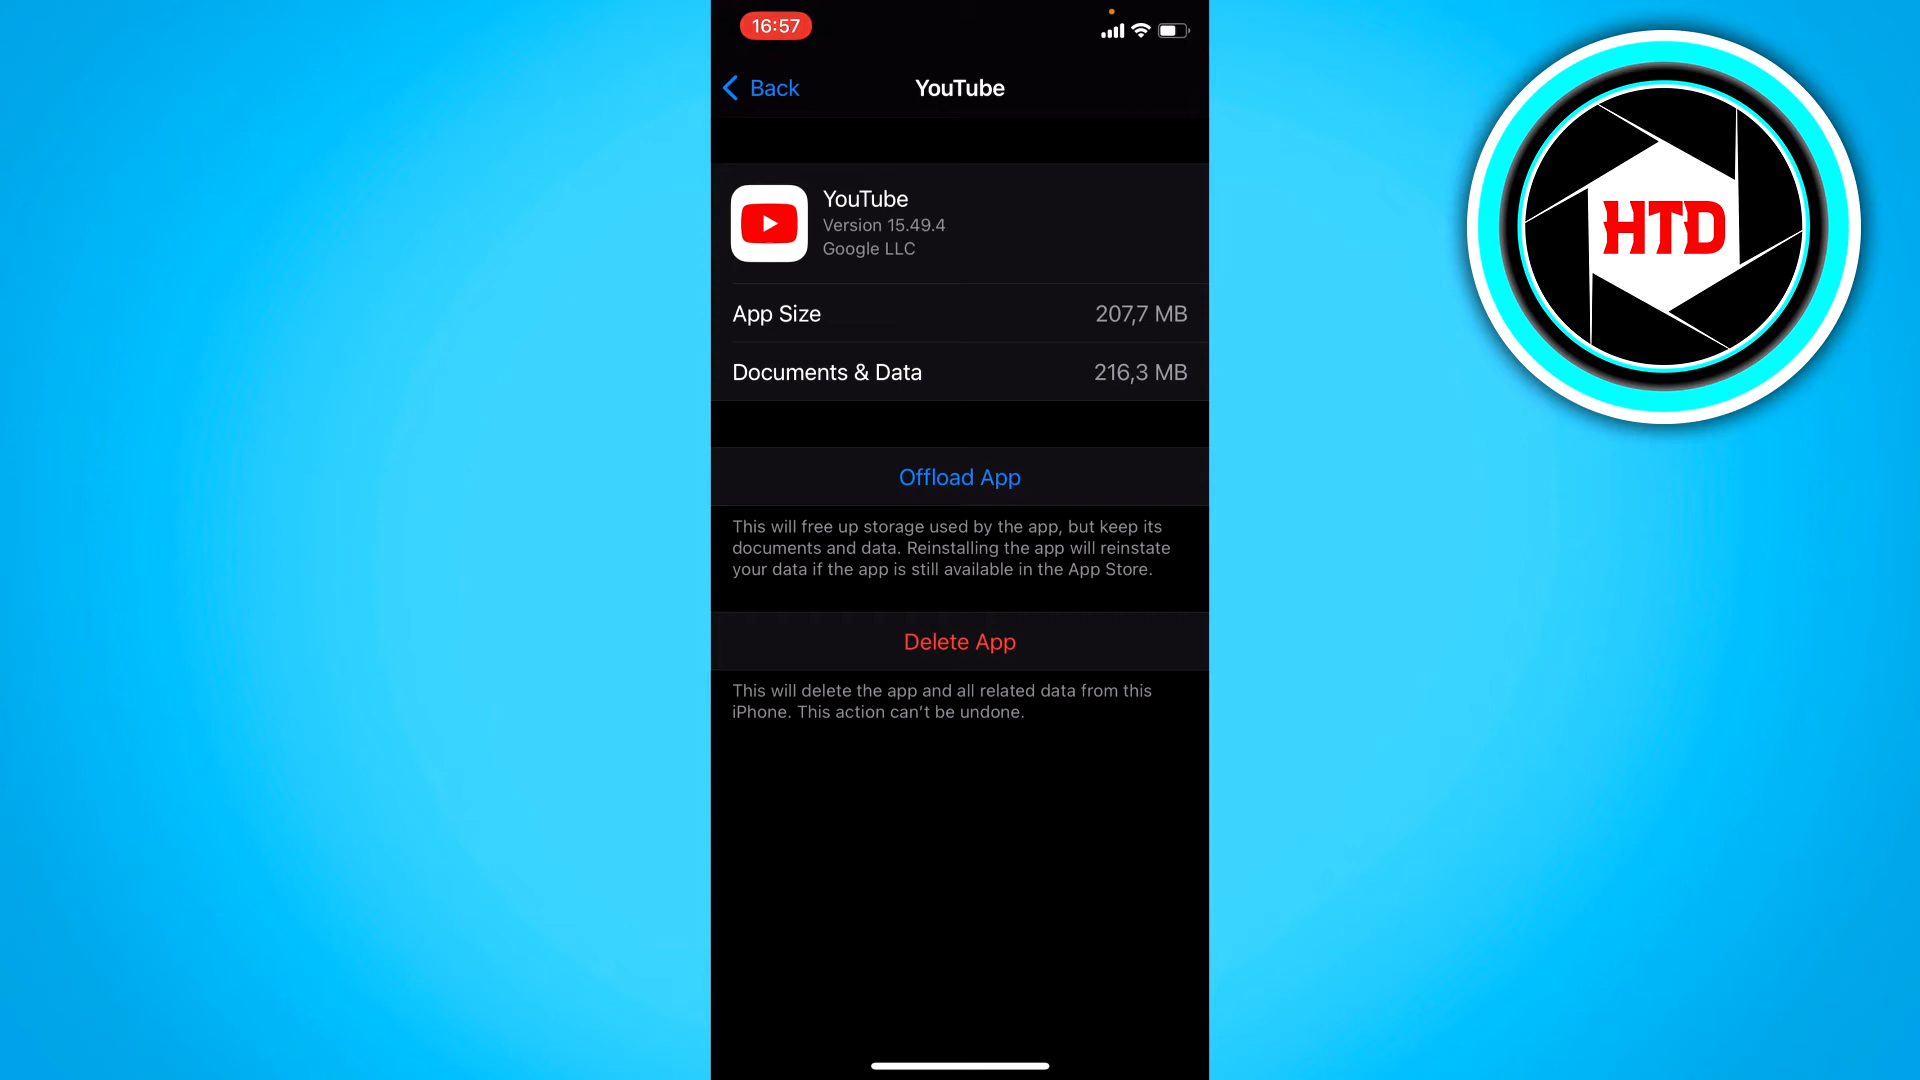 16:57
Back
YouTube
YouTube
Version 15.49.4
Google LLC
App Size
207,7 MB
Documents & Data
216,3 MB
Offload App
This will free up storage used by the app, but keep its
documents and data. Reinstalling the app will reinstate
your data if the app is still available in the App Store.
Delete App
This will delete the app and all related data from this
iPhone. This action can’t be undone.
HTD